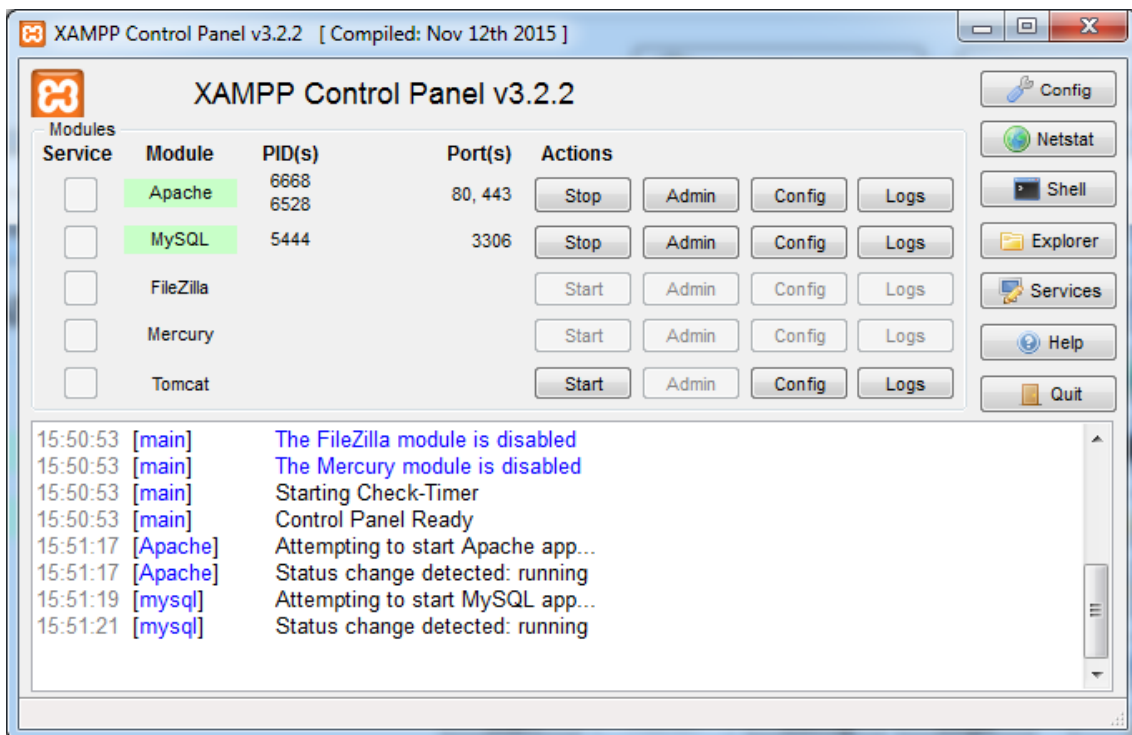 XAMPP Control Panel v3.2.2 [ Compiled: Nov 12th 2015 ]
XAMPP Control Panel v3.2.2
Config
Modules
Service Module PID(s) Port(s) Actions
Netstat
Apache 6668 6528 80, 443 Stop Admin Config Logs
Shell
MySQL 5444 3306 Stop Admin Config Logs
Explorer
FileZilla Start Admin Config Logs
Services
Mercury Start Admin Config Logs
Help
Tomcat Start Admin Config Logs
Quit
15:50:53 [main] The FileZilla module is disabled
15:50:53 [main] The Mercury module is disabled
15:50:53 [main] Starting Check-Timer
15:50:53 [main] Control Panel Ready
15:51:17 [Apache] Attempting to start Apache app...
15:51:17 [Apache] Status change detected: running
15:51:19 [mysql] Attempting to start MySQL app...
15:51:21 [mysql] Status change detected: running